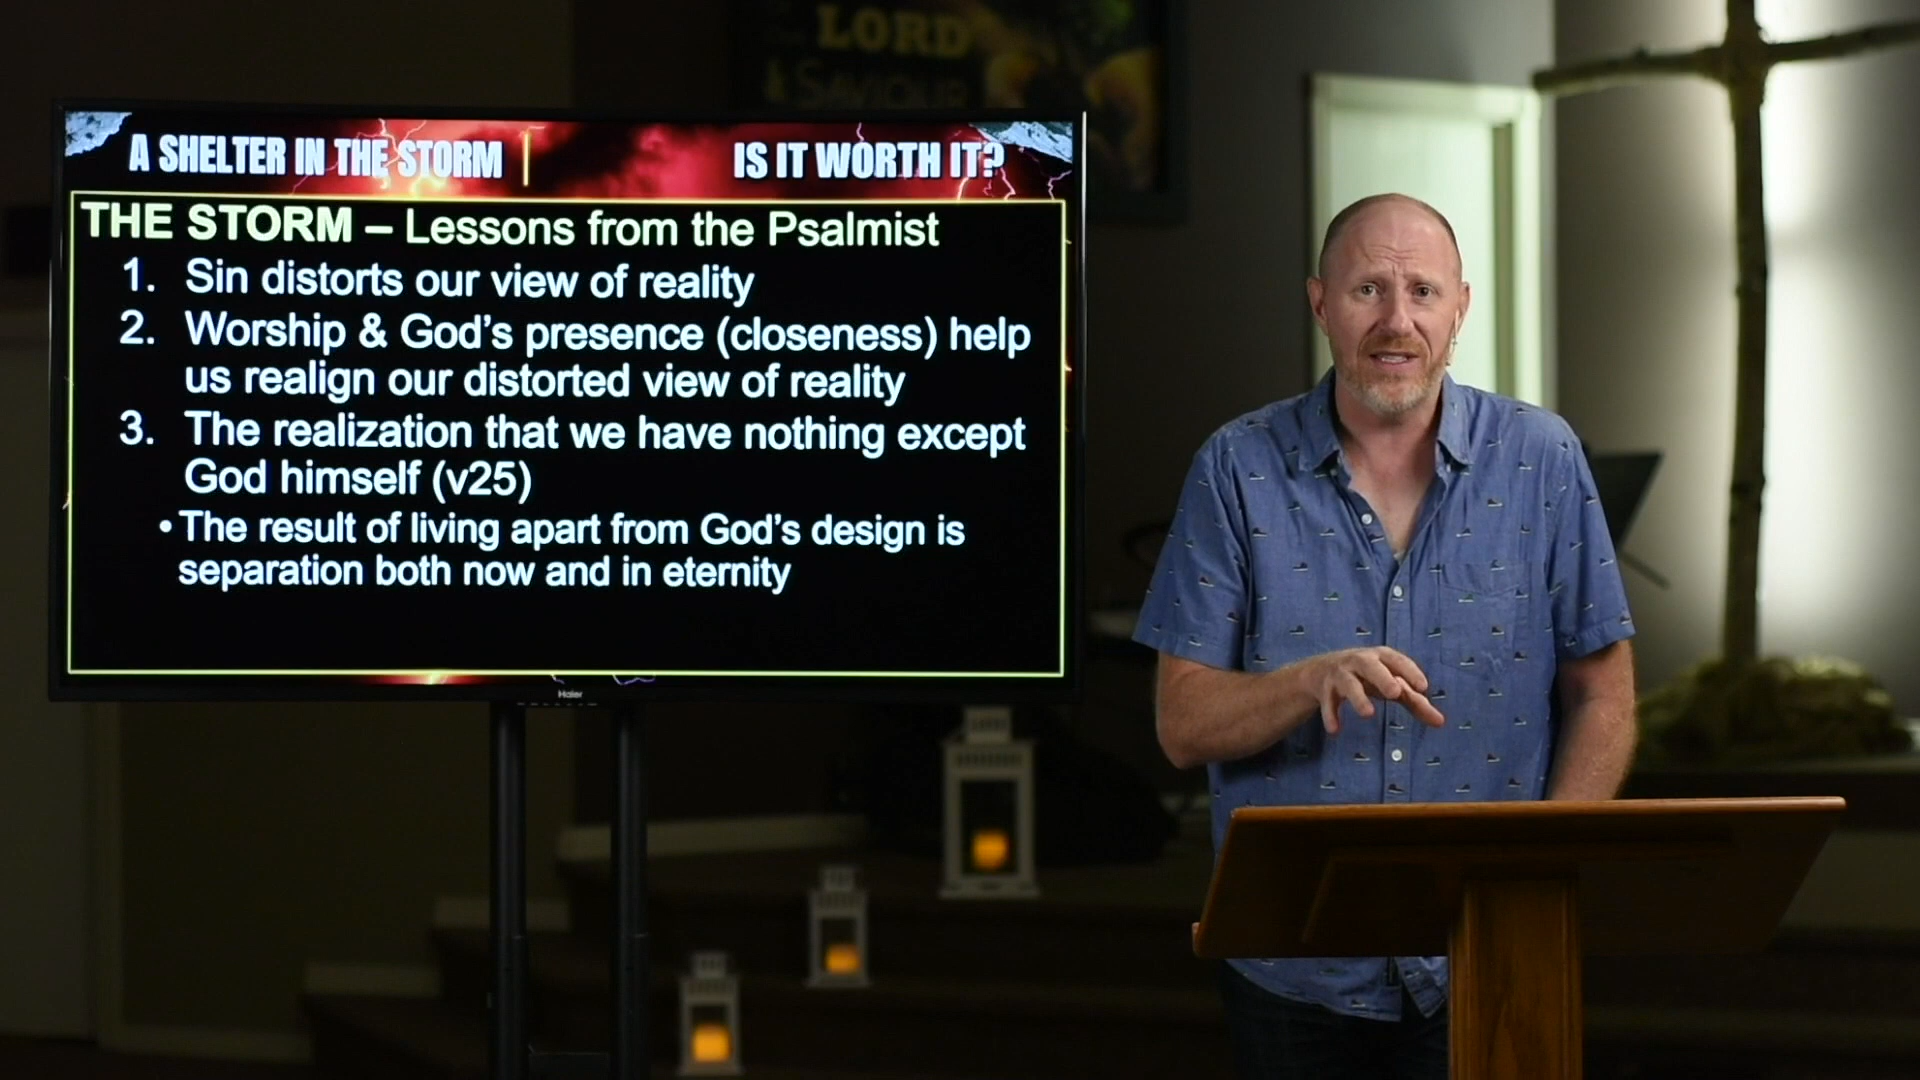 LORD
& SAVIOUR
A SHELTER IN THE STORM
IS IT WORTH IT?
THE STORM – Lessons from the Psalmist
1. Sin distorts our view of reality
2. Worship & God’s presence (closeness) help
us realign our distorted view of reality
3. The realization that we have nothing except
God himself (v25)
• The result of living apart from God’s design is
separation both now and in eternity
Haier